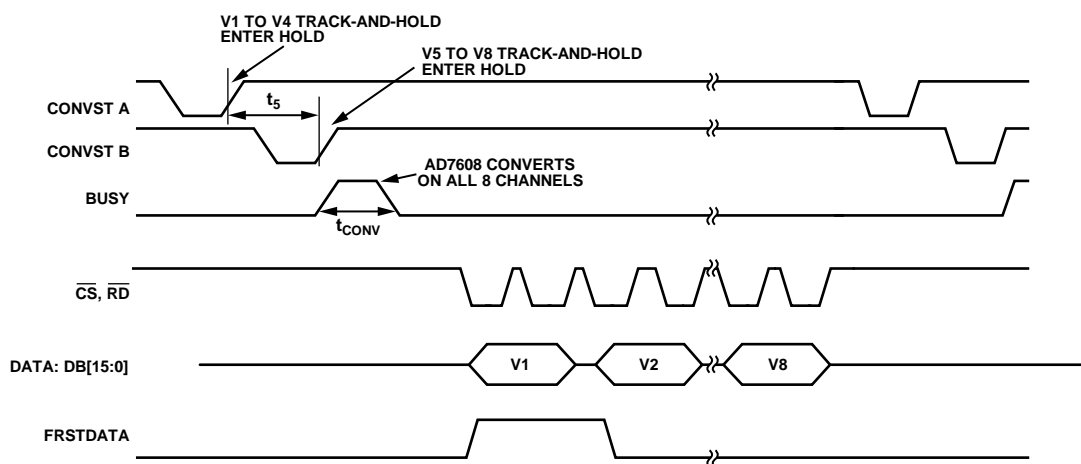 V1 TO V4 TRACK-AND-HOLD
ENTER HOLD
V5 TO V8 TRACK-AND-HOLD
ENTER HOLD
CONVST A
t5
CONVST B
AD7608 CONVERTS
ON ALL 8 CHANNELS
BUSY
tCONV
CS, RD
DATA: DB[15:0]
V1
V2
V8
FRSTDATA